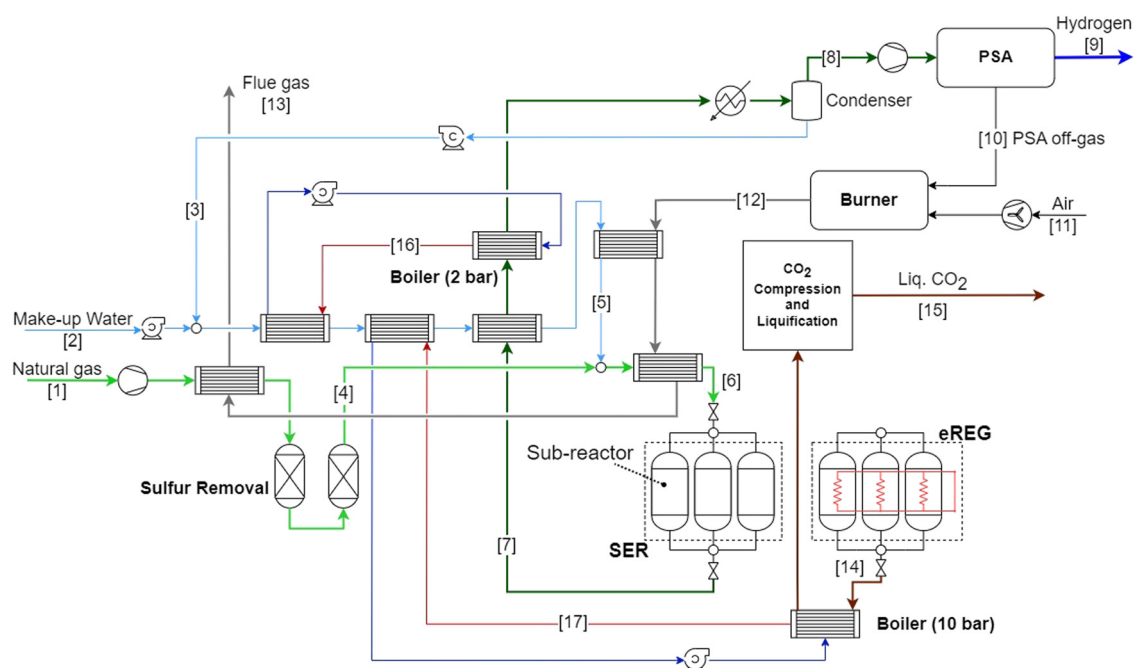 Hydrogen
[9]
PSA
[8]
Condenser
Flue gas
[13]
[10] PSA off-gas
[3]
[12]
Burner
Air
[11]
[16]
Boiler (2 bar)
[5]
CO2
Compression
and
Liquification
Liq. CO2
[15]
Make-up Water
[2]
Natural gas
[1]
[4]
[6]
eREG
Sub-reactor
Sulfur Removal
SER
[7]
[14]
[17]
Boiler (10 bar)